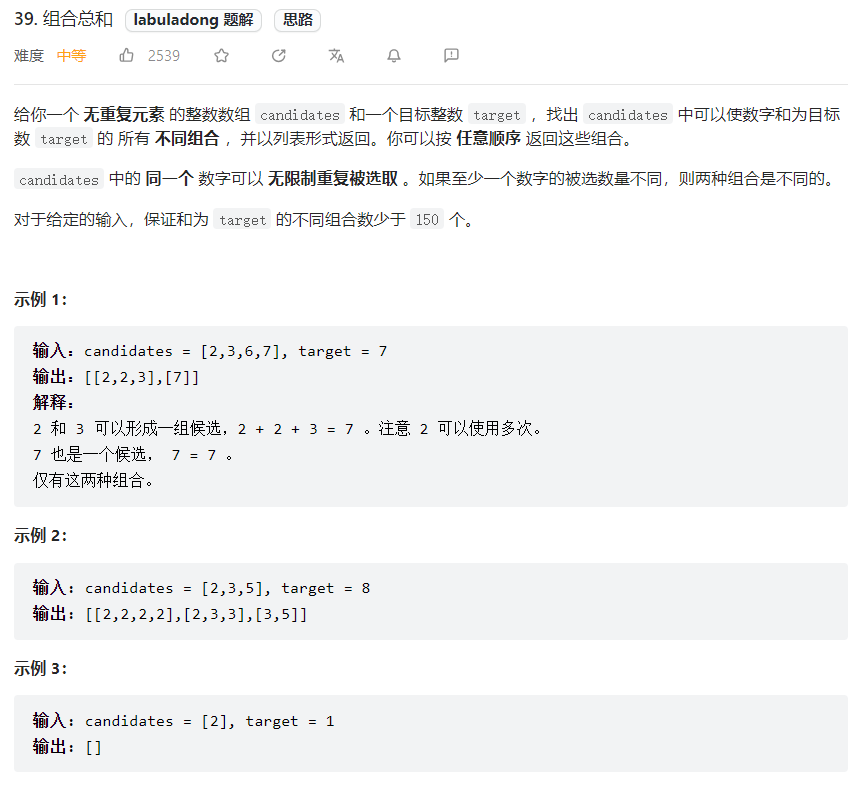 39. 组合总和 labuladong 题解 思路
难度 中等 2539
给你一个 无重复元素 的整数数组 candidates 和一个目标整数 target ，找出 candidates 中可以使数字和为目标
数 target 的 所有 不同组合 ，并以列表形式返回。你可以按 任意顺序 返回这些组合。
candidates 中的 同一个 数字可以 无限制重复被选取 。如果至少一个数字的被选数量不同，则两种组合是不同的。
对于给定的输入，保证和为 target 的不同组合数少于 150 个。
示例 1：
输入：candidates = [2,3,6,7], target = 7
输出：[[2,2,3],[7]]
解释：
2 和 3 可以形成一组候选，2 + 2 + 3 = 7 。注意 2 可以使用多次。
7 也是一个候选， 7 = 7 。
仅有这两种组合。
示例 2：
输入：candidates = [2,3,5], target = 8
输出：[[2,2,2,2],[2,3,3],[3,5]]
示例 3：
输入：candidates = [2], target = 1
输出：[]